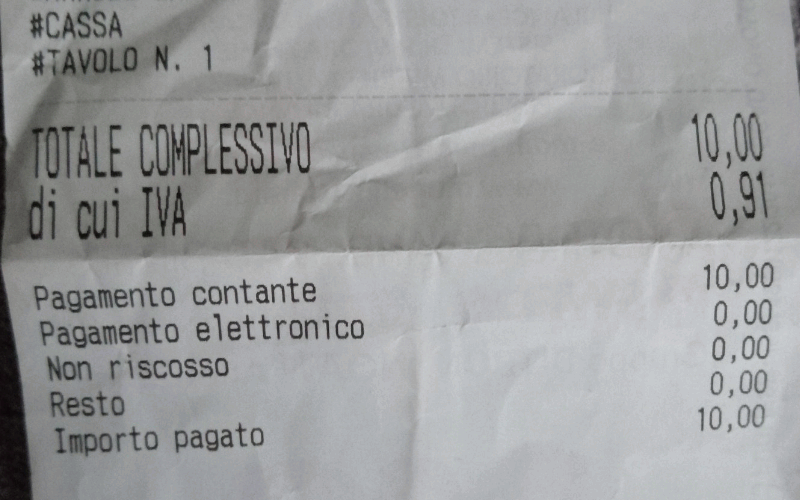 #CASSA
#TAVOLO N. 1
TOTALE COMPLESSIVO 10,00
di cui IVA 0,91
Pagamento contante 10,00
Pagamento elettronico 0,00
Non riscosso 0,00
Resto 0,00
Importo pagato 10,00